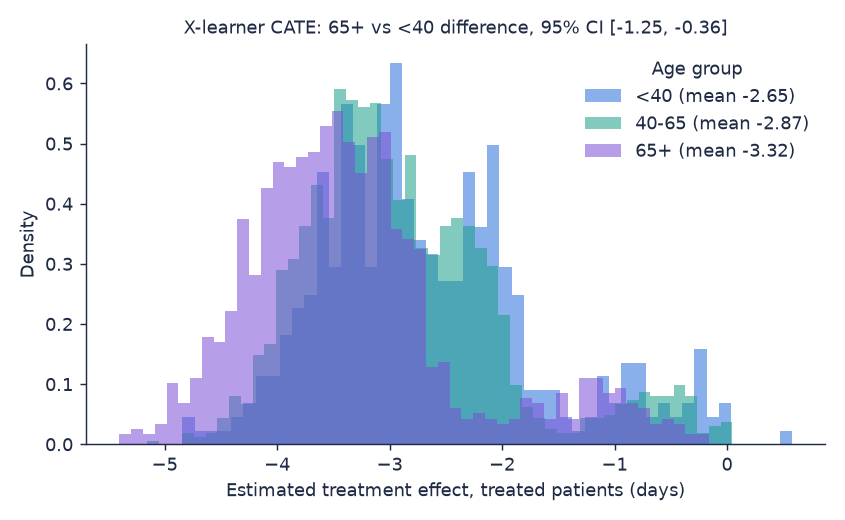 X-learner CATE: 65+ vs <40 difference, 95% CI [-1.25, -0.36]
Age group
<40 (mean -2.65)
40-65 (mean -2.87)
65+ (mean -3.32)
Density
0.6
0.5
0.4
0.3
0.2
0.1
0.0
−5 −4 −3 −2 −1 0
Estimated treatment effect, treated patients (days)